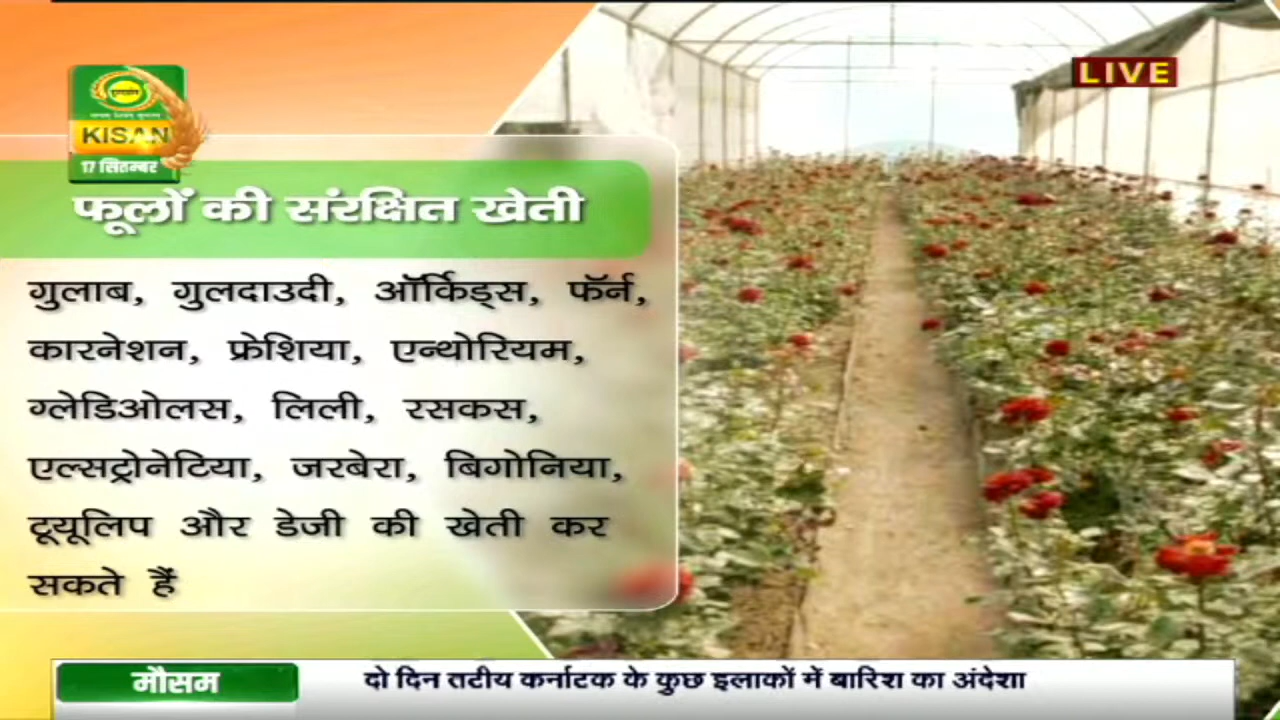 LIVE
KISAN
17 सितम्बर
फूलों की संरक्षित खेती
गुलाब, गुलदाउदी, ऑर्किड्स, फॅर्न,
कारनेशन, फ्रेशिया, एन्थोरियम,
ग्लेडिओलस, लिली, रसकस,
एल्सट्रोनेटिया, जरबेरा, बिगोनिया,
टूयूलिप और डेजी की खेती कर
सकते हैं
मौसम
दो दिन तटीय कर्नाटक के कुछ इलाकों में बारिश का अंदेशा